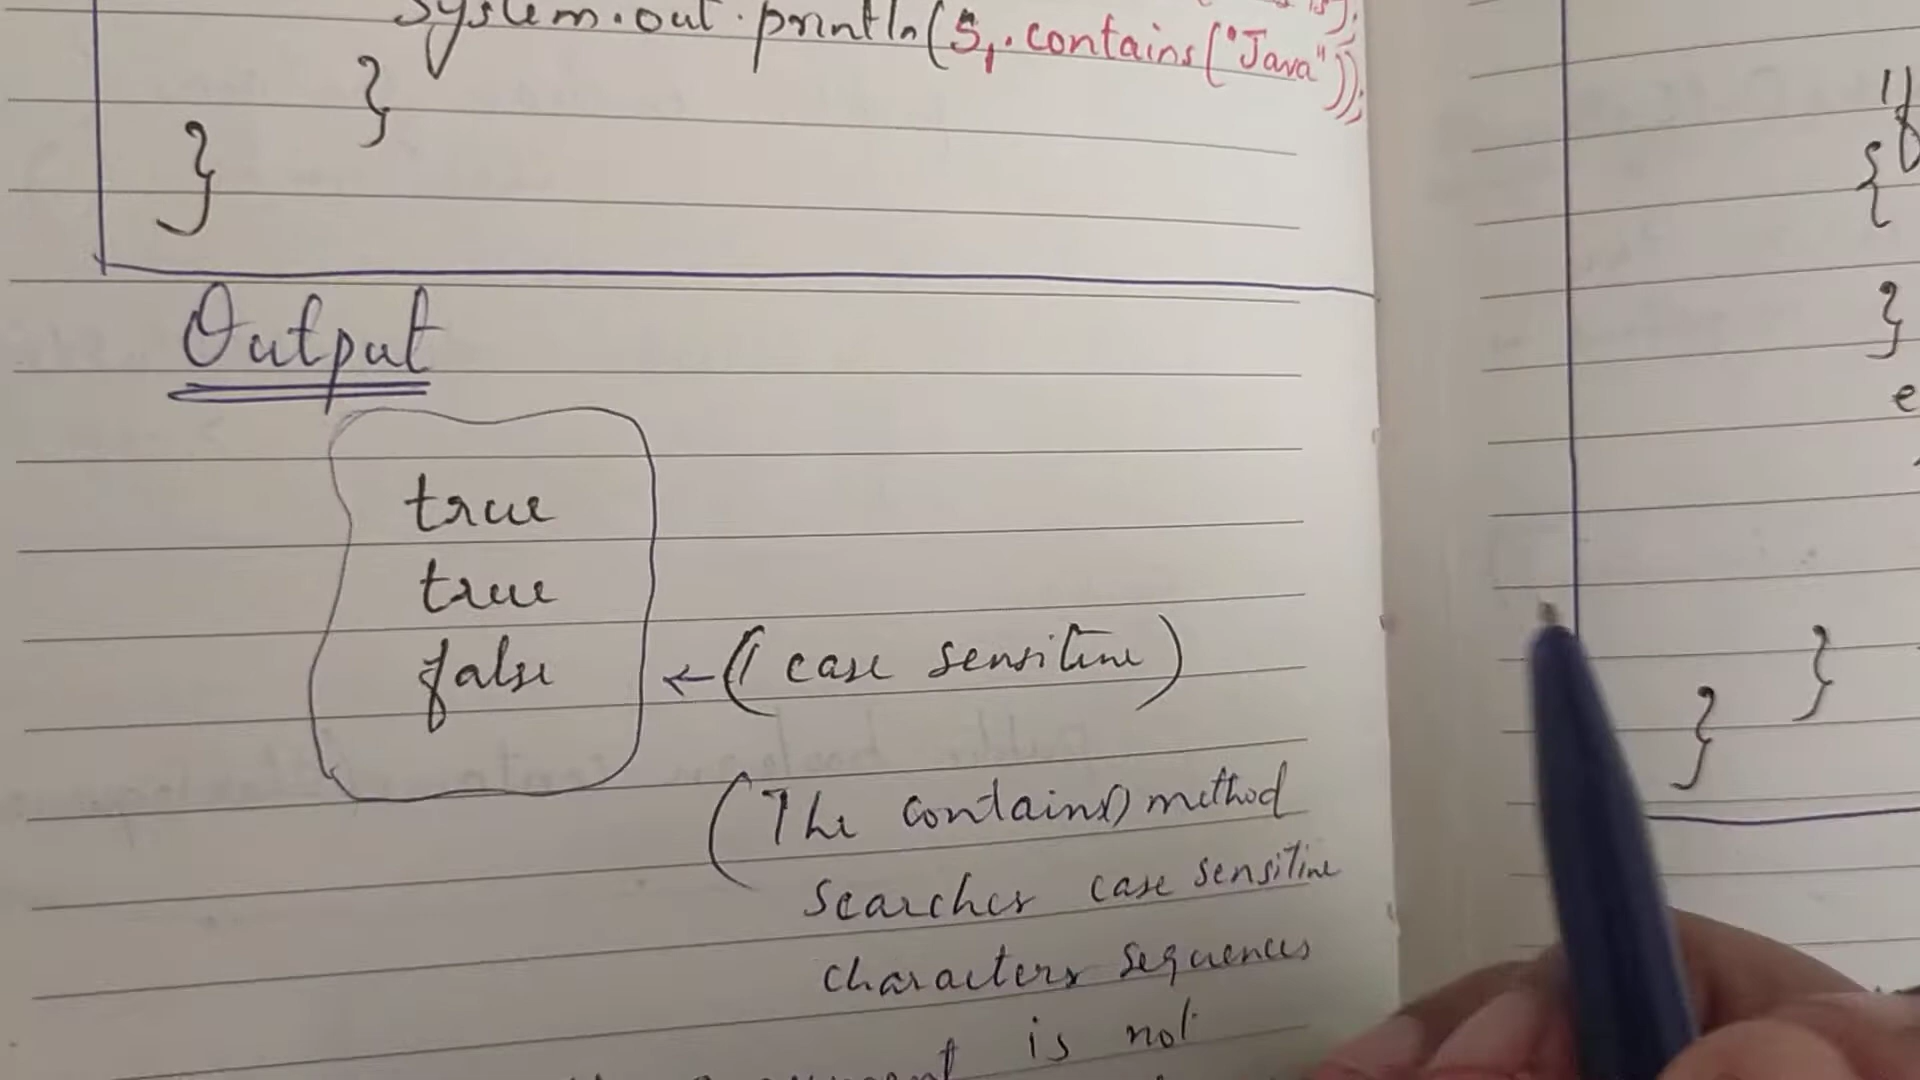 System.out.println(S1.contains("Java"));
}
}
Output
true
true
false ← (case sensitive)
(The contains() method
searches case sensitive
characters sequences
is not
if
{
}
e
}
}